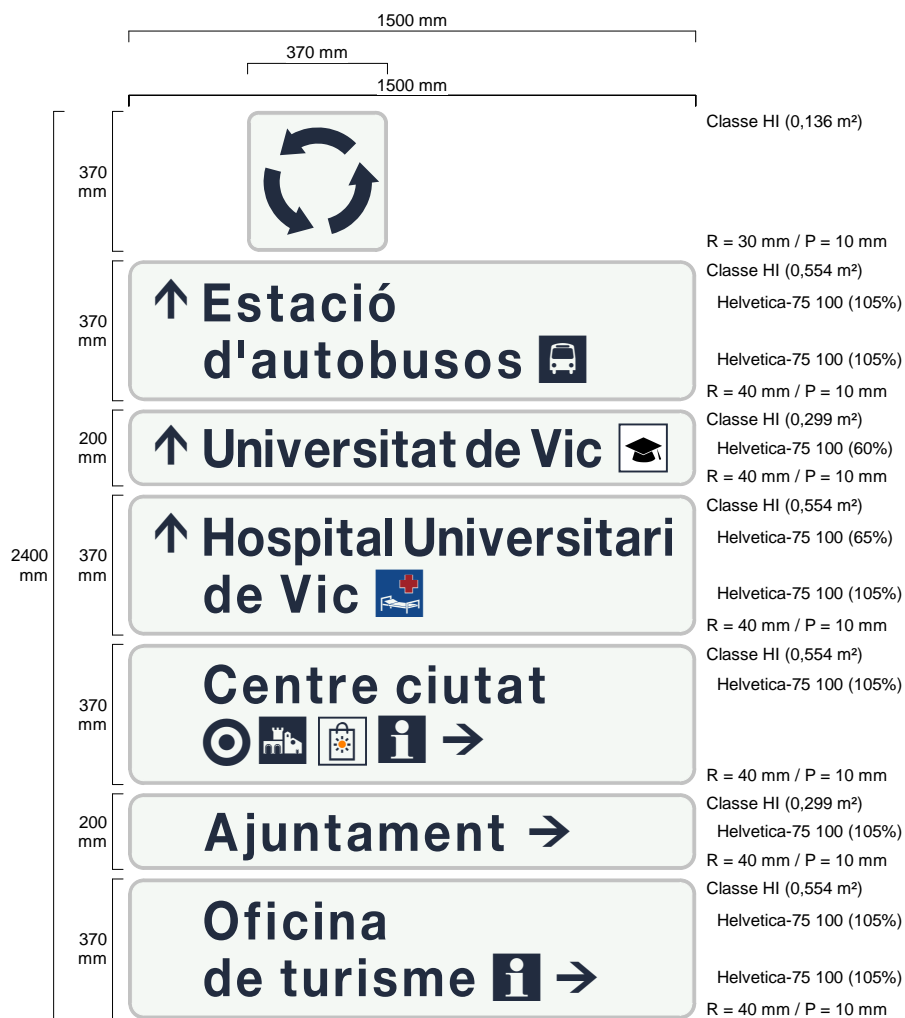 1500 mm
370 mm
1500 mm
Classe HI (0,136 m²)
370 mm
R = 30 mm / P = 10 mm
Classe HI (0,554 m²)
Estació
Helvetica-75 100 (105%)
370 mm
d'autobusos
Helvetica-75 100 (105%)
R = 40 mm / P = 10 mm
Classe HI (0,299 m²)
200 mm
Universitat de Vic
Helvetica-75 100 (60%)
R = 40 mm / P = 10 mm
Classe HI (0,554 m²)
Hospital Universitari
Helvetica-75 100 (65%)
2400 mm
370 mm
de Vic
Helvetica-75 100 (105%)
R = 40 mm / P = 10 mm
Classe HI (0,554 m²)
Centre ciutat
Helvetica-75 100 (105%)
370 mm
i
R = 40 mm / P = 10 mm
Classe HI (0,299 m²)
200 mm
Ajuntament
Helvetica-75 100 (105%)
R = 40 mm / P = 10 mm
Classe HI (0,554 m²)
Oficina
Helvetica-75 100 (105%)
370 mm
de turisme i
Helvetica-75 100 (105%)
R = 40 mm / P = 10 mm